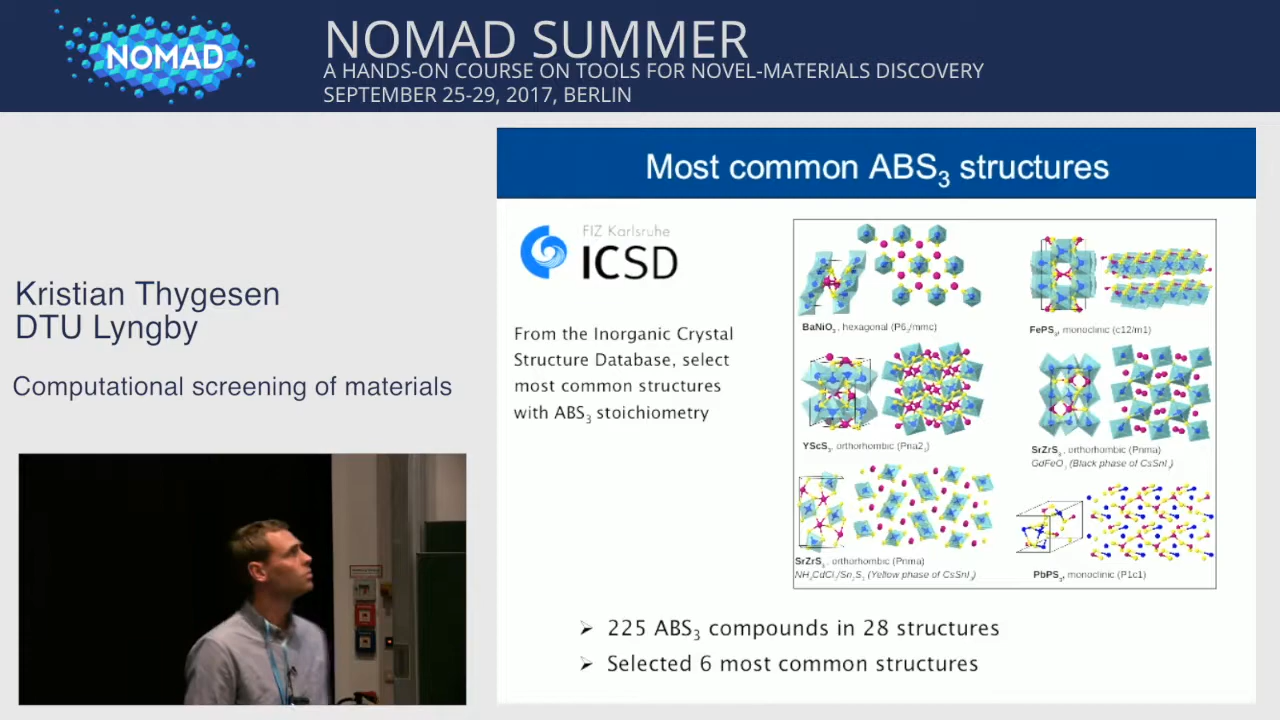 NOMAD
NOMAD SUMMER
A HANDS-ON COURSE ON TOOLS FOR NOVEL-MATERIALS DISCOVERY
SEPTEMBER 25-29, 2017, BERLIN
Kristian Thygesen
DTU Lyngby
Computational screening of materials
Most common ABS₃ structures
FIZ Karlsruhe
ICSD
From the Inorganic Crystal
Structure Database, select
most common structures
with ABS₃ stoichiometry
BaNiO₃, hexagonal (P6₃/mmc)
FePS₃, monoclinic (c12/m1)
YScS₃, orthorhombic (Pna2₁)
SrZrS₃, orthorhombic (Pnma)
GdFeO₃ (Black phase of CsSnI₃)
SrZrS₃, orthorhombic (Pnma)
NH₄CdCl₃/Sn₂S₃ (Yellow phase of CsSnI₃)
PbPS₃, monoclinic (P1c1)
➢ 225 ABS₃ compounds in 28 structures
➢ Selected 6 most common structures